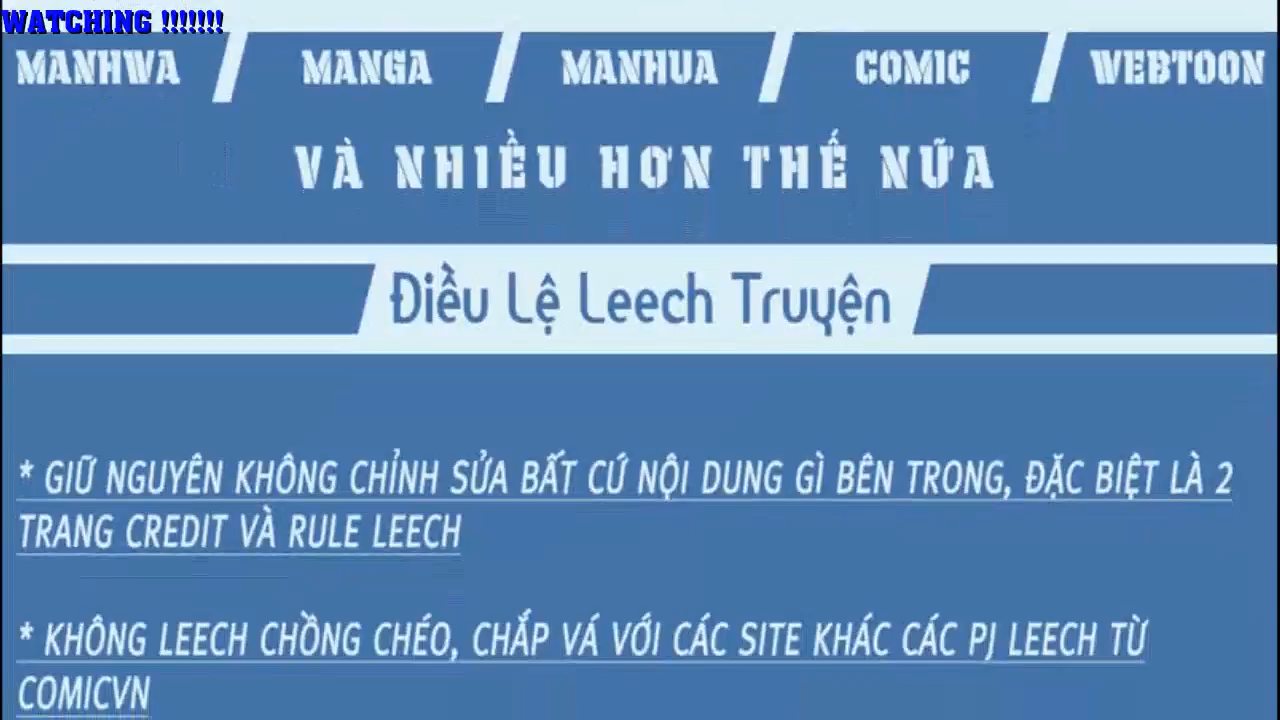 WATCHING !!!!!!!
MANHWA MANGA MANHUA COMIC WEBTOON
VÀ NHIỀU HƠN THẾ NỮA
Điều Lệ Leech Truyện
* GIỮ NGUYÊN KHÔNG CHỈNH SỬA BẤT CỨ NỘI DUNG GÌ BÊN TRONG, ĐẶC BIỆT LÀ 2
TRANG CREDIT VÀ RULE LEECH
* KHÔNG LEECH CHỒNG CHÉO, CHẮP VÁ VỚI CÁC SITE KHÁC CÁC PJ LEECH TỪ
COMICVN